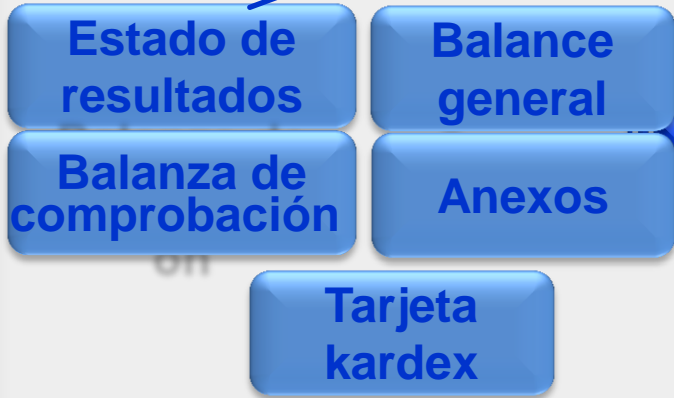 Estado de
resultados
Balance
general
Balanza de
comprobación
Anexos
Tarjeta
kardex